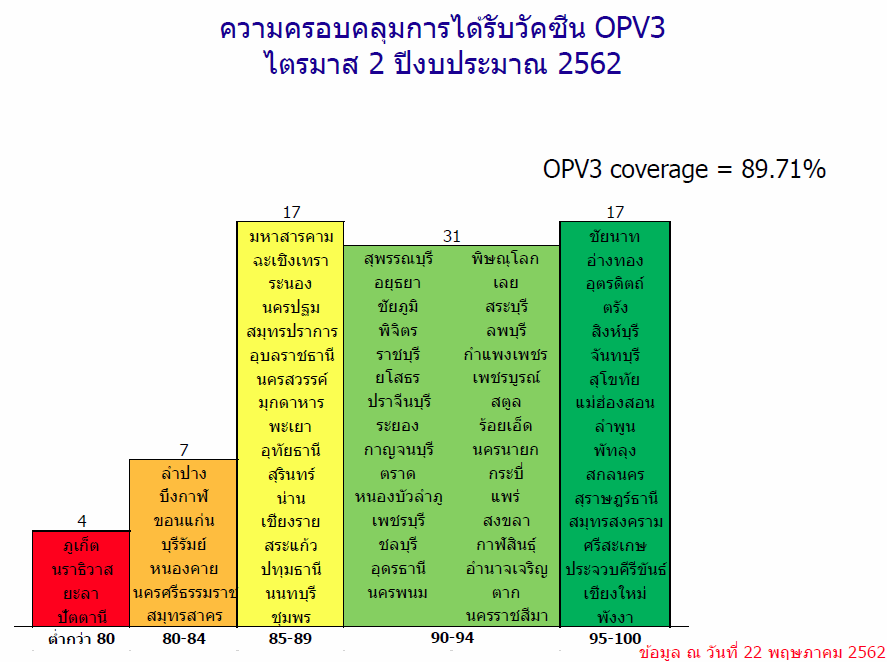 ความครอบคลุมการได้รับวัคซีน OPV3
ไตรมาส 2 ปีงบประมาณ 2562
OPV3 coverage = 89.71%
4
ภูเก็ต
นราธิวาส
ยะลา
ปัตตานี
ต่ำกว่า 80
7
ลำปาง
บึงกาฬ
ขอนแก่น
บุรีรัมย์
หนองคาย
นครศรีธรรมราช
สมุทรสาคร
80-84
17
มหาสารคาม
ฉะเชิงเทรา
ระนอง
นครปฐม
สมุทรปราการ
อุบลราชธานี
นครสวรรค์
มุกดาหาร
พะเยา
อุทัยธานี
สุรินทร์
น่าน
เชียงราย
สระแก้ว
ปทุมธานี
นนทบุรี
ชุมพร
85-89
31
สุพรรณบุรี
อยุธยา
ชัยภูมิ
พิจิตร
ราชบุรี
ยโสธร
ปราจีนบุรี
ระยอง
กาญจนบุรี
ตราด
หนองบัวลำภู
เพชรบุรี
ชลบุรี
อุดรธานี
นครพนม
พิษณุโลก
เลย
สระบุรี
ลพบุรี
กำแพงเพชร
เพชรบูรณ์
สตูล
ร้อยเอ็ด
นครนายก
กระบี่
แพร่
สงขลา
กาฬสินธุ์
อำนาจเจริญ
ตาก
นครราชสีมา
90-94
17
ชัยนาท
อ่างทอง
อุตรดิตถ์
ตรัง
สิงห์บุรี
จันทบุรี
สุโขทัย
แม่ฮ่องสอน
ลำพูน
พัทลุง
สกลนคร
สุราษฎร์ธานี
สมุทรสงคราม
ศรีสะเกษ
ประจวบคีรีขันธ์
เชียงใหม่
พังงา
95-100
ข้อมูล ณ วันที่ 22 พฤษภาคม 2562